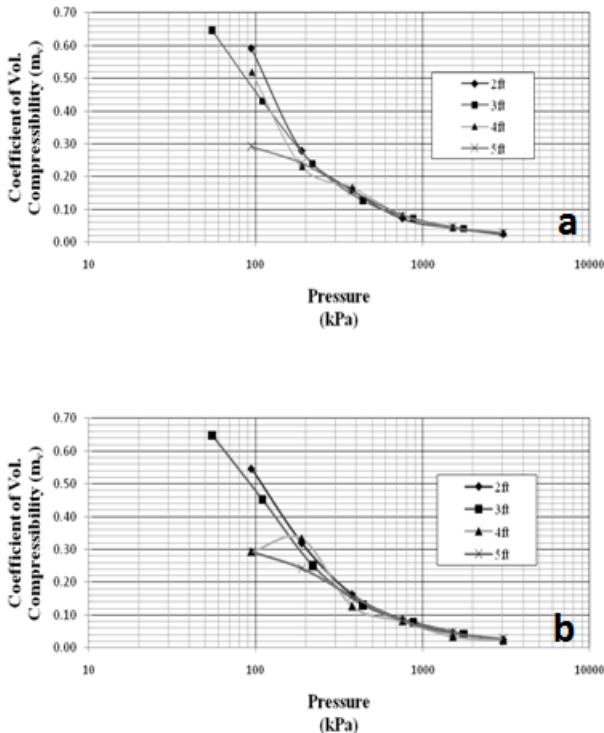 0.70
0.60
0.50
0.40
0.30
0.20
0.10
0.00
Coefficient of Vol.
Compressibility (mv)
2ft
3ft
4ft
5ft
a
10
100
1000
10000
Pressure
(kPa)
0.70
0.60
0.50
0.40
0.30
0.20
0.10
0.00
Coefficient of Vol.
Compressibility (mv)
2ft
3ft
4ft
5ft
b
10
100
1000
10000
Pressure
(kPa)